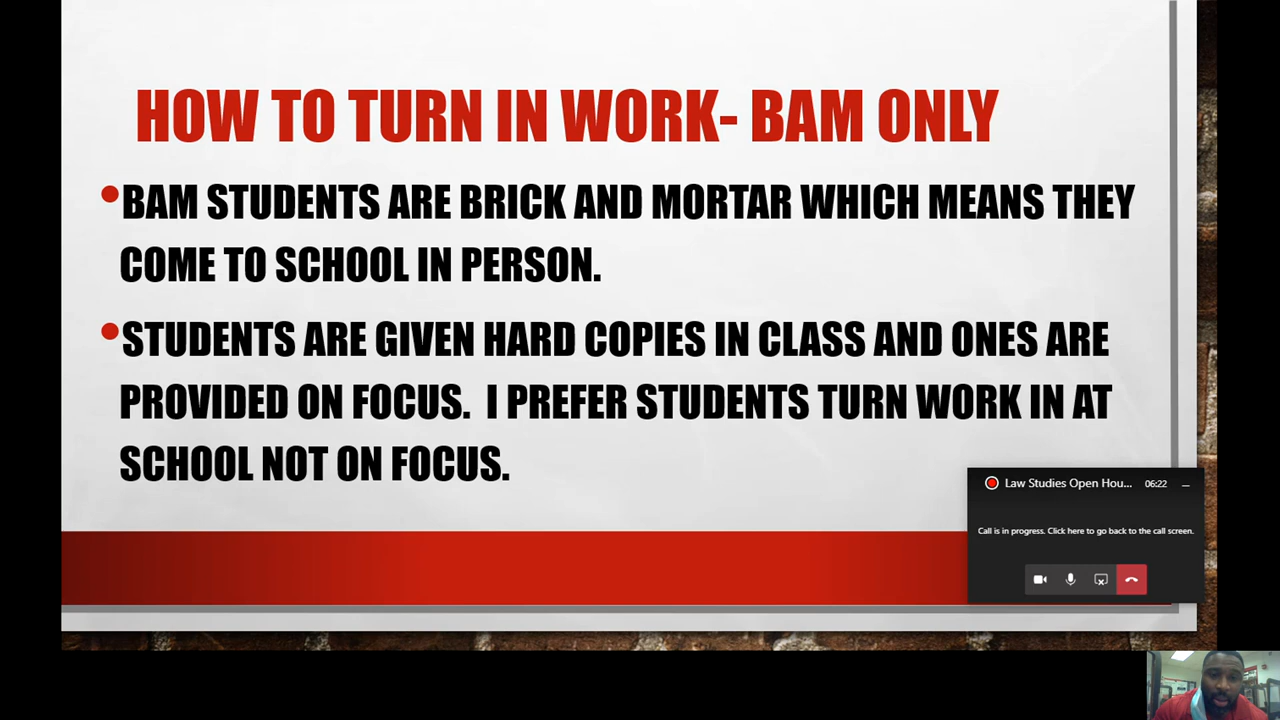 HOW TO TURN N WORK- BAM ONLY
•BAM STUDENTS ARE BRICK AND MORTAR WHICH MEANS THEY
COME TO SCHOOL IN PERSON.
•STUDENTS ARE GIVEN HARD COPIES IN CLASS AND ONES ARE
PROVIDED ON FOCUS. I PREFER STUDENTS TURN WORK IN AT
SCHOOL NOT ON FOCUS.
Law Studies Open Hou... 06:22
Call is in progress. Click here to go back to the call screen.